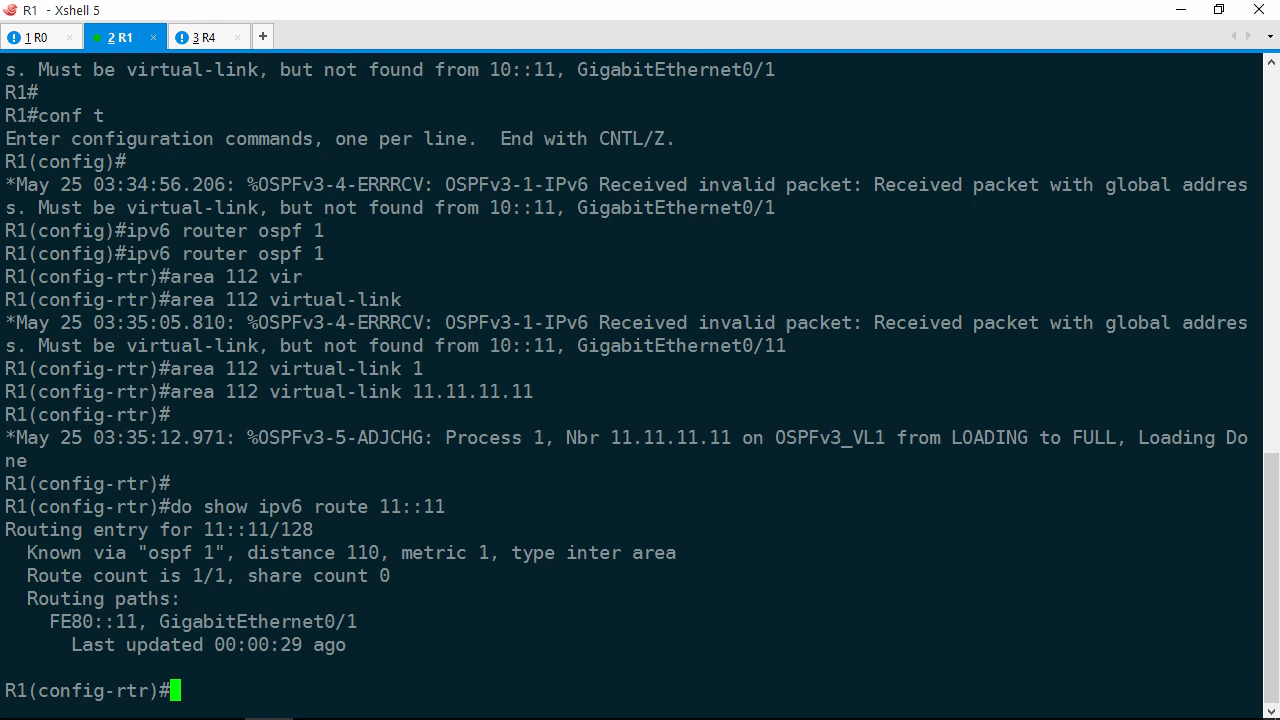 R1 - Xshell 5
1 R0 × 2 R1 × 3 R4 × +
s. Must be virtual-link, but not found from 10::11, GigabitEthernet0/1
R1#
R1#conf t
Enter configuration commands, one per line.  End with CNTL/Z.
R1(config)#
*May 25 03:34:56.206: %OSPFv3-4-ERRRCV: OSPFv3-1-IPv6 Received invalid packet: Received packet with global addres
s. Must be virtual-link, but not found from 10::11, GigabitEthernet0/1
R1(config)#ipv6 router ospf 1
R1(config)#ipv6 router ospf 1
R1(config-rtr)#area 112 vir
R1(config-rtr)#area 112 virtual-link
*May 25 03:35:05.810: %OSPFv3-4-ERRRCV: OSPFv3-1-IPv6 Received invalid packet: Received packet with global addres
s. Must be virtual-link, but not found from 10::11, GigabitEthernet0/11
R1(config-rtr)#area 112 virtual-link 1
R1(config-rtr)#area 112 virtual-link 11.11.11.11
R1(config-rtr)#
*May 25 03:35:12.971: %OSPFv3-5-ADJCHG: Process 1, Nbr 11.11.11.11 on OSPFv3_VL1 from LOADING to FULL, Loading Do
ne
R1(config-rtr)#
R1(config-rtr)#do show ipv6 route 11::11
Routing entry for 11::11/128
  Known via "ospf 1", distance 110, metric 1, type inter area
  Route count is 1/1, share count 0
  Routing paths:
    FE80::11, GigabitEthernet0/1
      Last updated 00:00:29 ago
R1(config-rtr)#